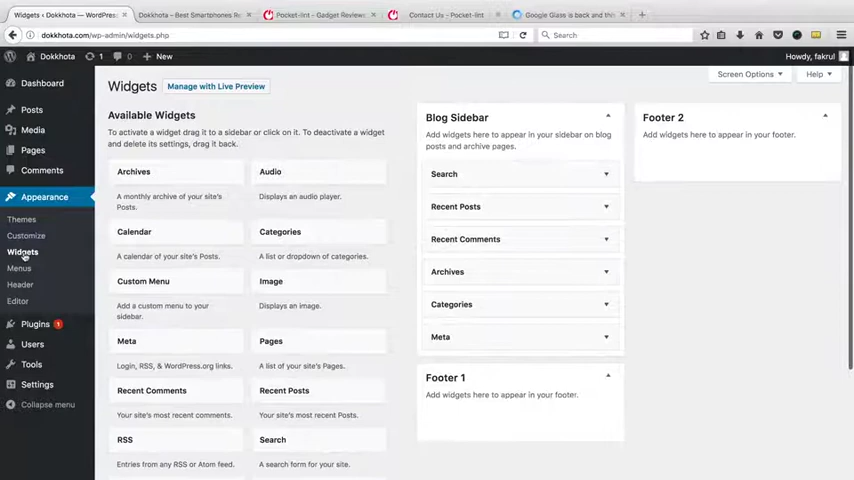 Widgets ‹ Dokkhota — WordPress
Dokkhota – Best Smartphones Re
Pocket-lint - Gadget Reviews
Contact Us - Pocket-lint
Google Glass is back and this
dokkhota.com/wp-admin/widgets.php
Search
Dokkhota
1
0
New
Howdy, fakrul
Dashboard
Posts
Media
Pages
Comments
Appearance
Themes
Customize
Widgets
Menus
Header
Editor
Plugins 1
Users
Tools
Settings
Collapse menu
Screen Options
Help
Widgets
Manage with Live Preview
Available Widgets
To activate a widget drag it to a sidebar or click on it. To deactivate a widget
and delete its settings, drag it back.
Archives
A monthly archive of your site's
Posts.
Audio
Displays an audio player.
Calendar
A calendar of your site's Posts.
Categories
A list or dropdown of categories.
Custom Menu
Add a custom menu to your
sidebar.
Image
Displays an image.
Meta
Login, RSS, & WordPress.org links.
Pages
A list of your site's Pages.
Recent Comments
Your site's most recent comments.
Recent Posts
Your site's most recent Posts.
RSS
Entries from any RSS or Atom feed.
Search
A search form for your site.
Blog Sidebar
Add widgets here to appear in your sidebar on blog
posts and archive pages.
Search
Recent Posts
Recent Comments
Archives
Categories
Meta
Footer 1
Add widgets here to appear in your footer.
Footer 2
Add widgets here to appear in your footer.